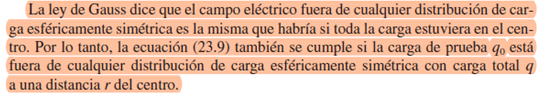 La ley de Gauss dice que el campo eléctrico fuera de cualquier distribución de car-
ga esféricamente simétrica es la misma que habría si toda la carga estuviera en el cen-
tro. Por lo tanto, la ecuación (23.9) también se cumple si la carga de prueba q₀ está
fuera de cualquier distribución de carga esféricamente simétrica con carga total q
a una distancia r del centro.